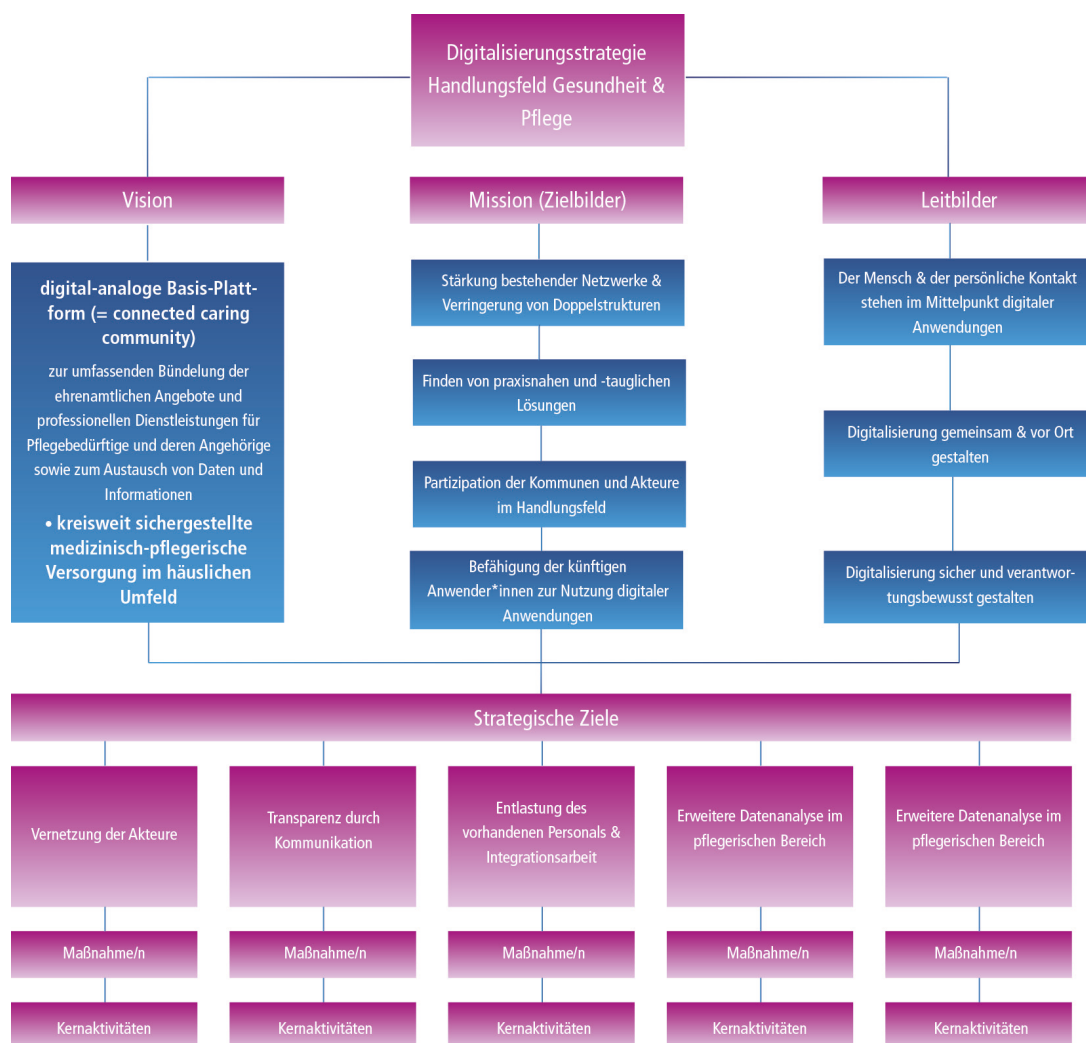 Digitalisierungsstrategie
Handlungsfeld Gesundheit &
Pflege
Vision
digital-analoge Basis-Platt-
form (= connected caring
community)
zur umfassenden Bündelung der
ehrenamtlichen Angebote und
professionellen Dienstleistungen für
Pflegebedürftige und deren Angehörige
sowie zum Austausch von Daten und
Informationen
• kreisweit sichergestellte
medizinisch-pflegerische
Versorgung im häuslichen
Umfeld
Mission (Zielbilder)
Stärkung bestehender Netzwerke &
Verringerung von Doppelstrukturen
Finden von praxisnahen und -tauglichen
Lösungen
Partizipation der Kommunen und Akteure
im Handlungsfeld
Befähigung der künftigen
Anwender*innen zur Nutzung digitaler
Anwendungen
Leitbilder
Der Mensch & der persönliche Kontakt
stehen im Mittelpunkt digitaler
Anwendungen
Digitalisierung gemeinsam & vor Ort
gestalten
Digitalisierung sicher und verantwor-
tungsbewusst gestalten
Strategische Ziele
Vernetzung der Akteure
Maßnahme/n
Kernaktivitäten
Transparenz durch
Kommunikation
Maßnahme/n
Kernaktivitäten
Entlastung des
vorhandenen Personals &
Integrationsarbeit
Maßnahme/n
Kernaktivitäten
Erweitere Datenanalyse im
pflegerischen Bereich
Maßnahme/n
Kernaktivitäten
Erweitere Datenanalyse im
pflegerischen Bereich
Maßnahme/n
Kernaktivitäten